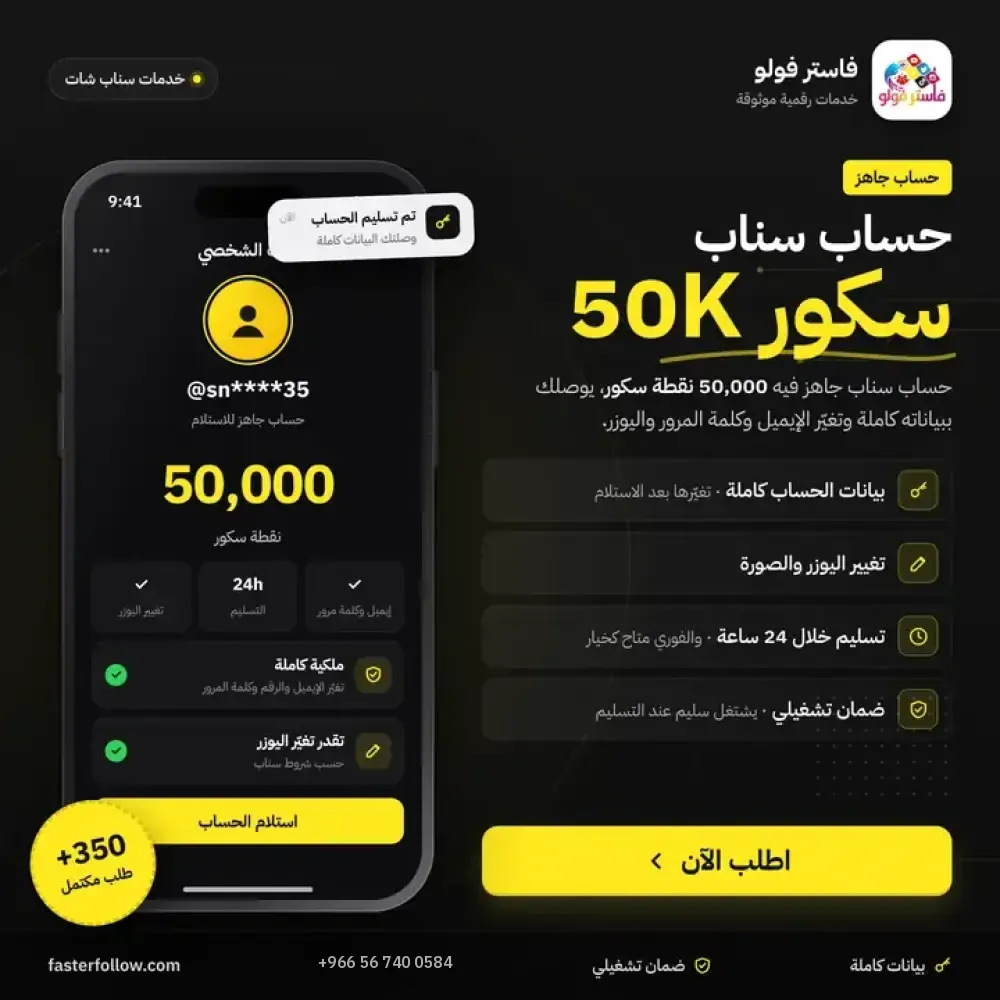 فاستر فولو
فاستر فولو
خدمات رقمية موثوقة
خدمات سناب شات
حساب جاهز
حساب سناب
سكور 50K
حساب سناب جاهز فيه 50,000 نقطة سكور، يوصلك
ببياناته كاملة وتغيّر الإيميل وكلمة المرور واليوزر.
بيانات الحساب كاملة · تغيّرها بعد الاستلام
تغيير اليوزر والصورة
تسليم خلال 24 ساعة · والفوري متاح كخيار
ضمان تشغيلي · يشتغل سليم عند التسليم
اطلب الآن
9:41
تم تسليم الحساب
الآن
وصلتك البيانات كاملة
الشخصي
@sn****35
حساب جاهز للاستلام
50,000
نقطة سكور
إيميل وكلمة مرور
24h
التسليم
تغيير اليوزر
ملكية كاملة
تغيّر الإيميل والرقم وكلمة المرور
تقدر تغيّر اليوزر
حسب شروط سناب
استلام الحساب
+350
طلب مكتمل
بيانات كاملة
ضمان تشغيلي
+966 56 740 0584
fasterfollow.com